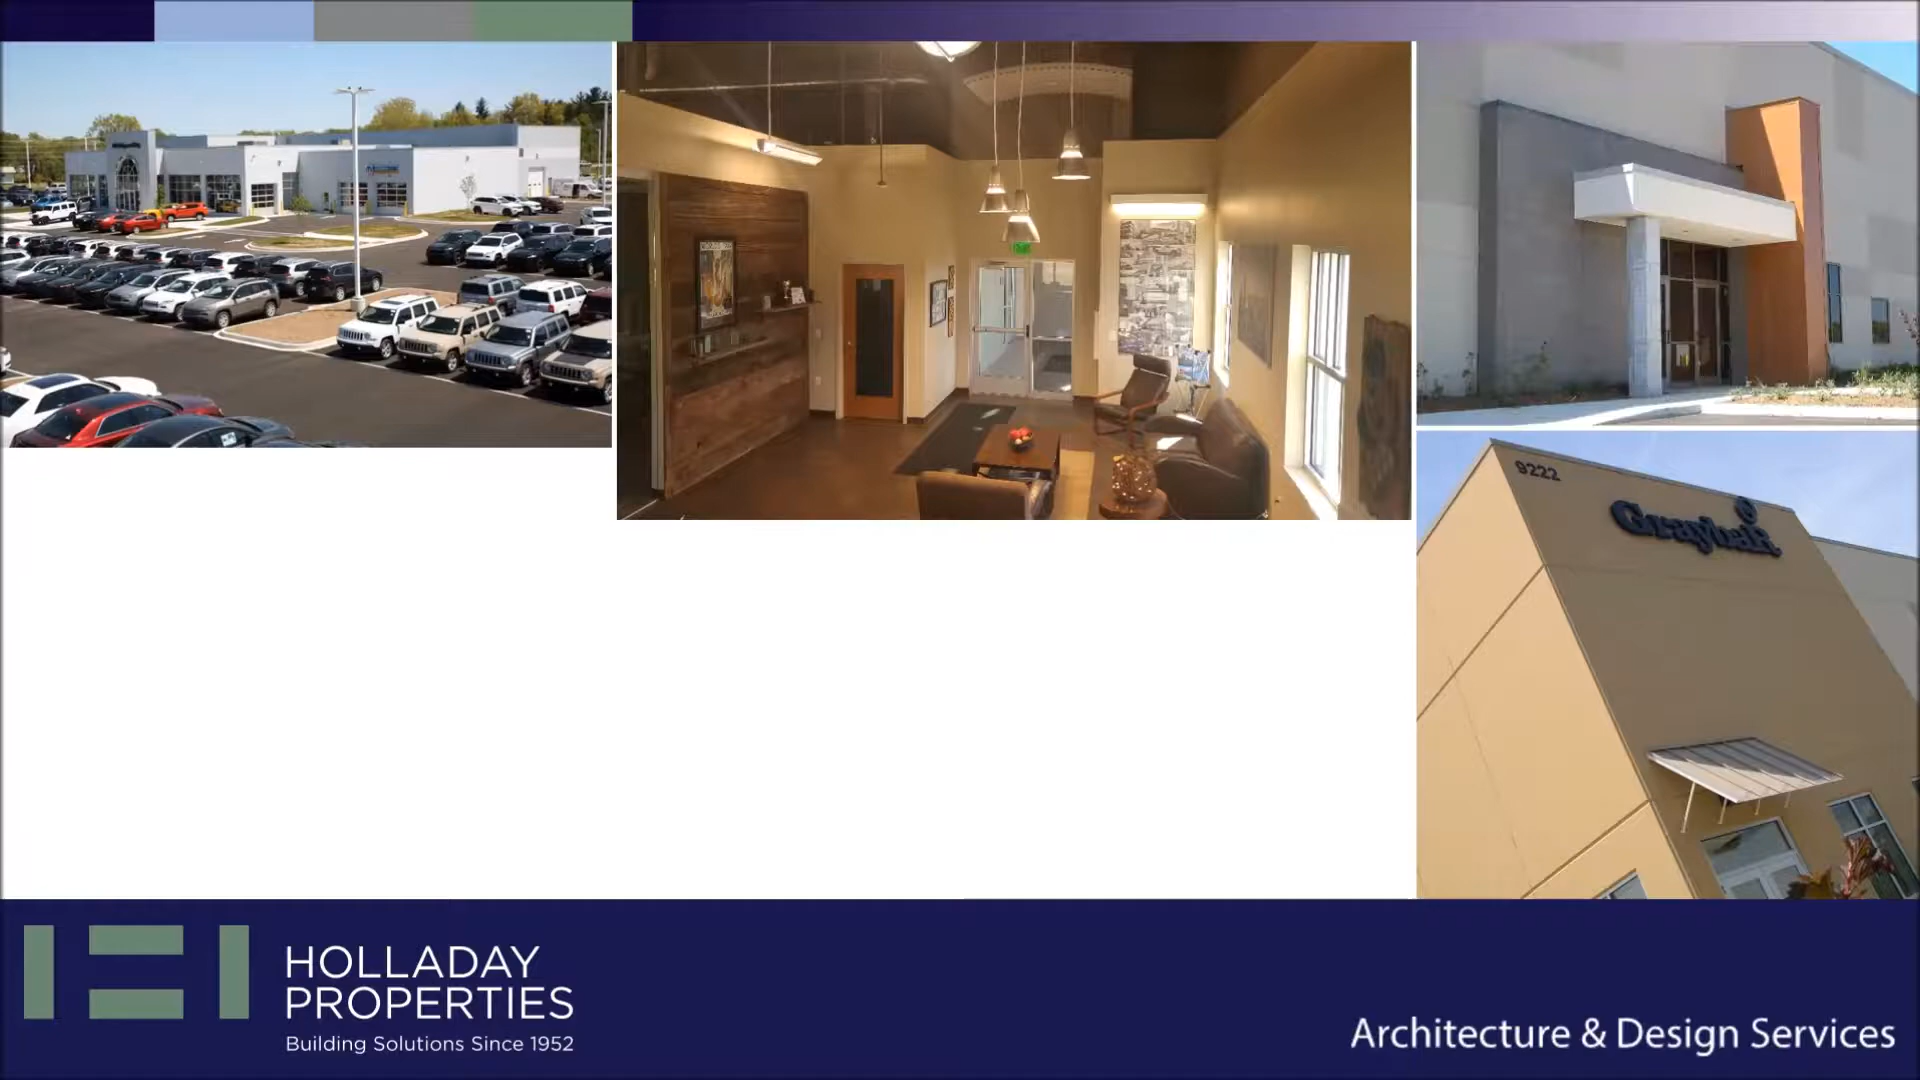 9222
GraybaR
HOLLADAY
PROPERTIES
Building Solutions Since 1952
Architecture & Design Services